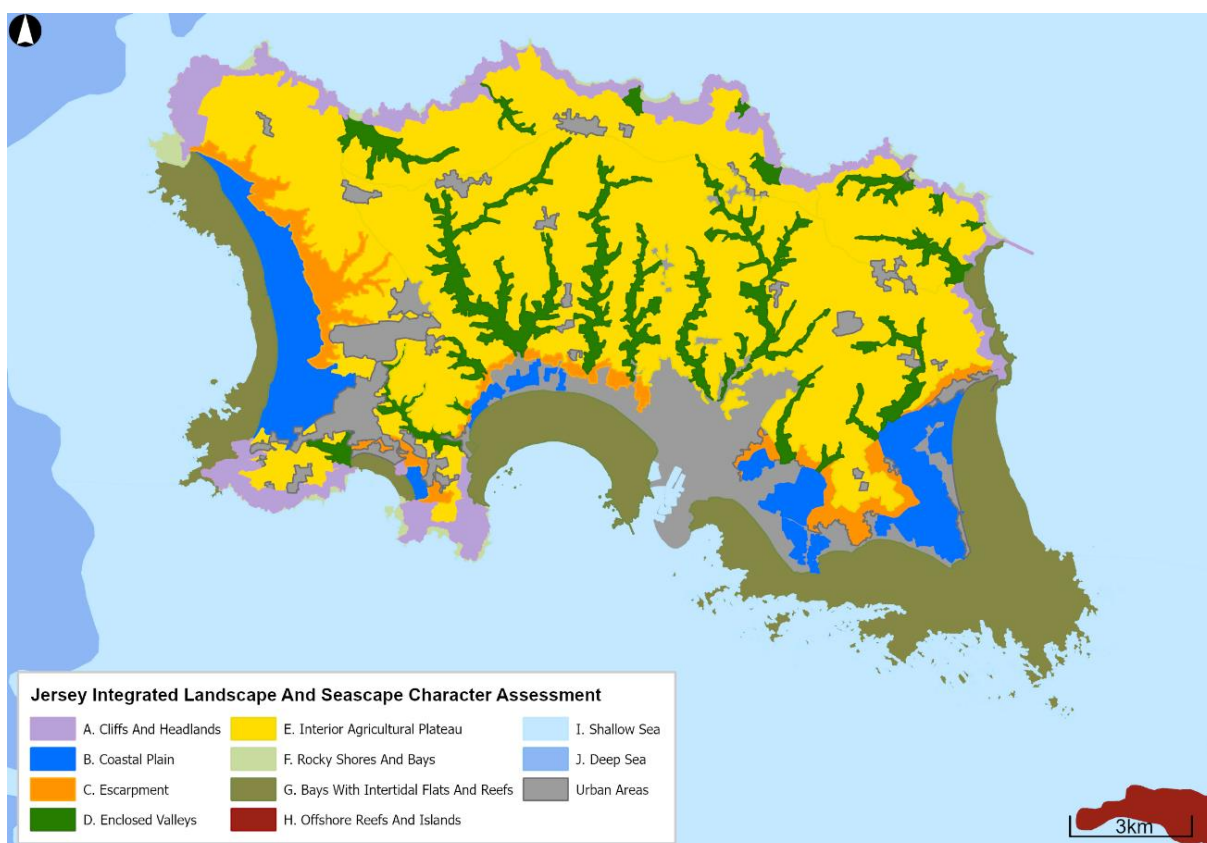 Jersey Integrated Landscape And Seascape Character Assessment
A. Cliffs And Headlands
B. Coastal Plain
C. Escarpment
D. Enclosed Valleys
E. Interior Agricultural Plateau
F. Rocky Shores And Bays
G. Bays With Intertidal Flats And Reefs
H. Offshore Reefs And Islands
I. Shallow Sea
J. Deep Sea
Urban Areas
3km